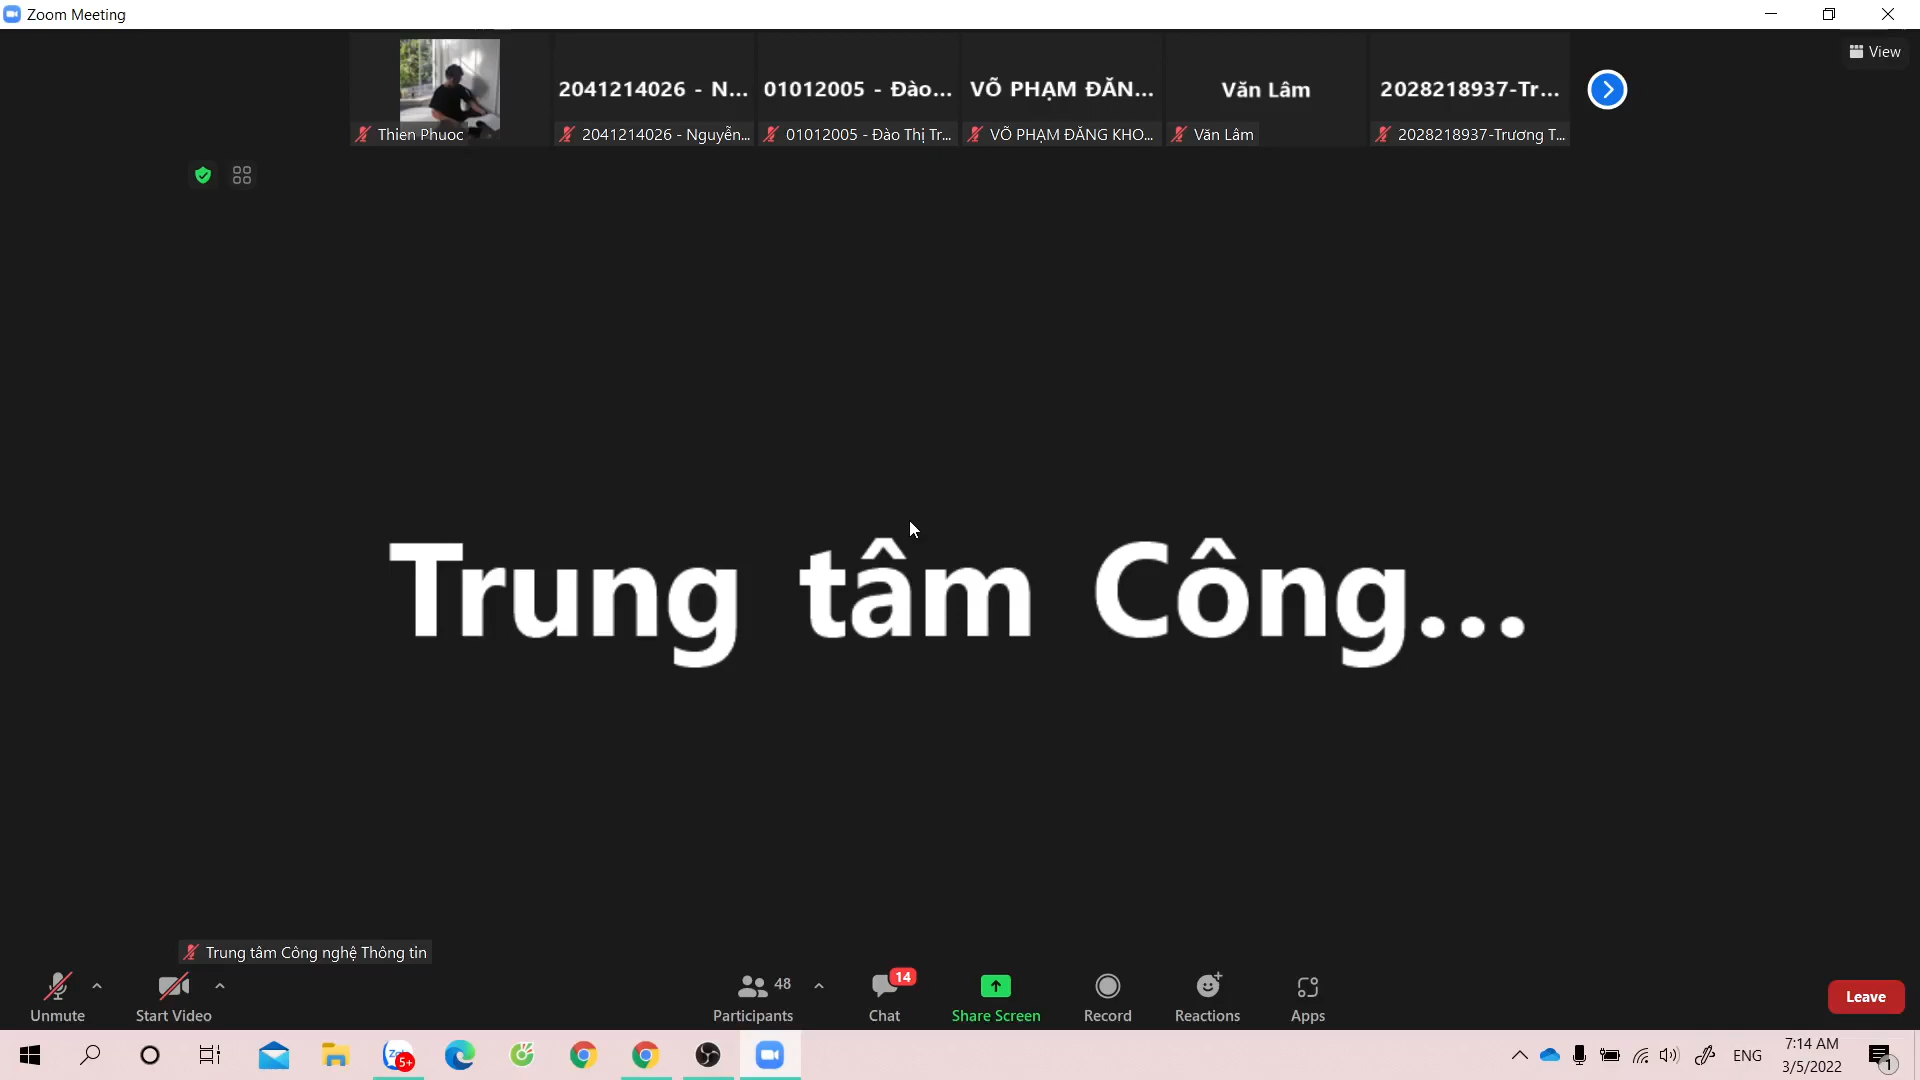 Zoom Meeting
View
2041214026 - N... 01012005 - Đào... VÕ PHẠM ĐĂN... Văn Lâm 2028218937-Tr...
Thien Phuoc 2041214026 - Nguyễn... 01012005 - Đào Thị Tr... VÕ PHẠM ĐĂNG KHO... Văn Lâm 2028218937-Trương T...
Trung tâm Công...
Trung tâm Công nghệ Thông tin
48 14
Unmute Start Video Participants Chat Share Screen Record Reactions Apps Leave
Zalo 5+ ENG 7:14 AM
3/5/2022 1